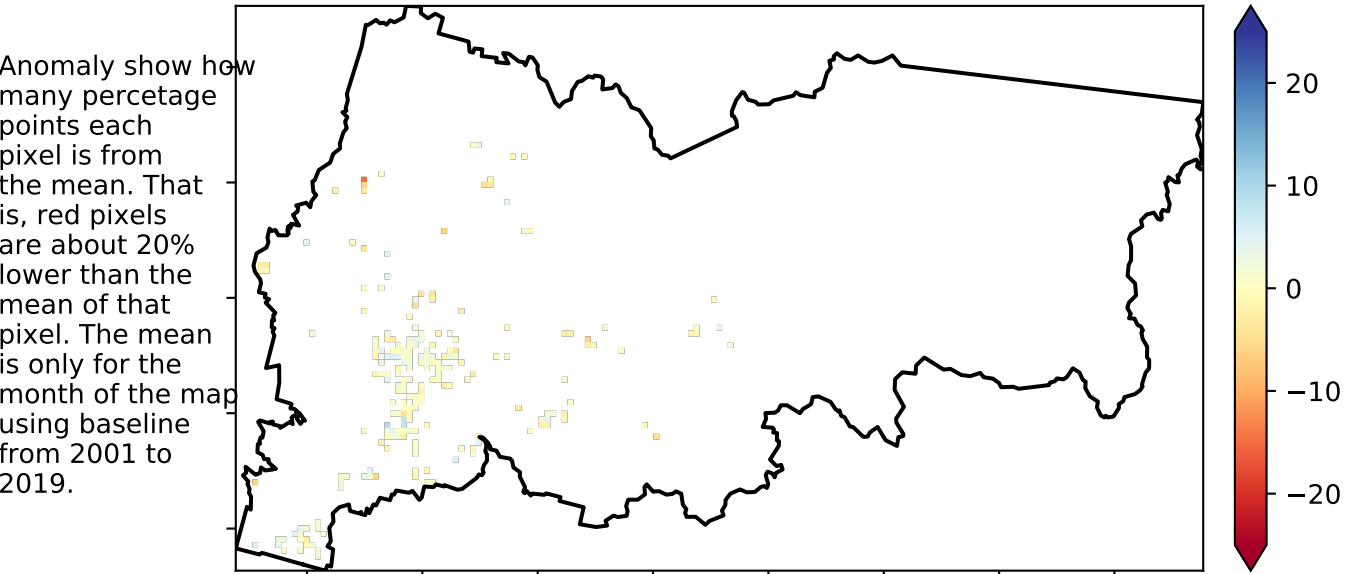 Anomaly show how
many percetage
points each
pixel is from
the mean. That
is, red pixels
are about 20%
lower than the
mean of that
pixel. The mean
is only for the
month of the map
using baseline
from 2001 to
2019.
20
10
0
−10
−20